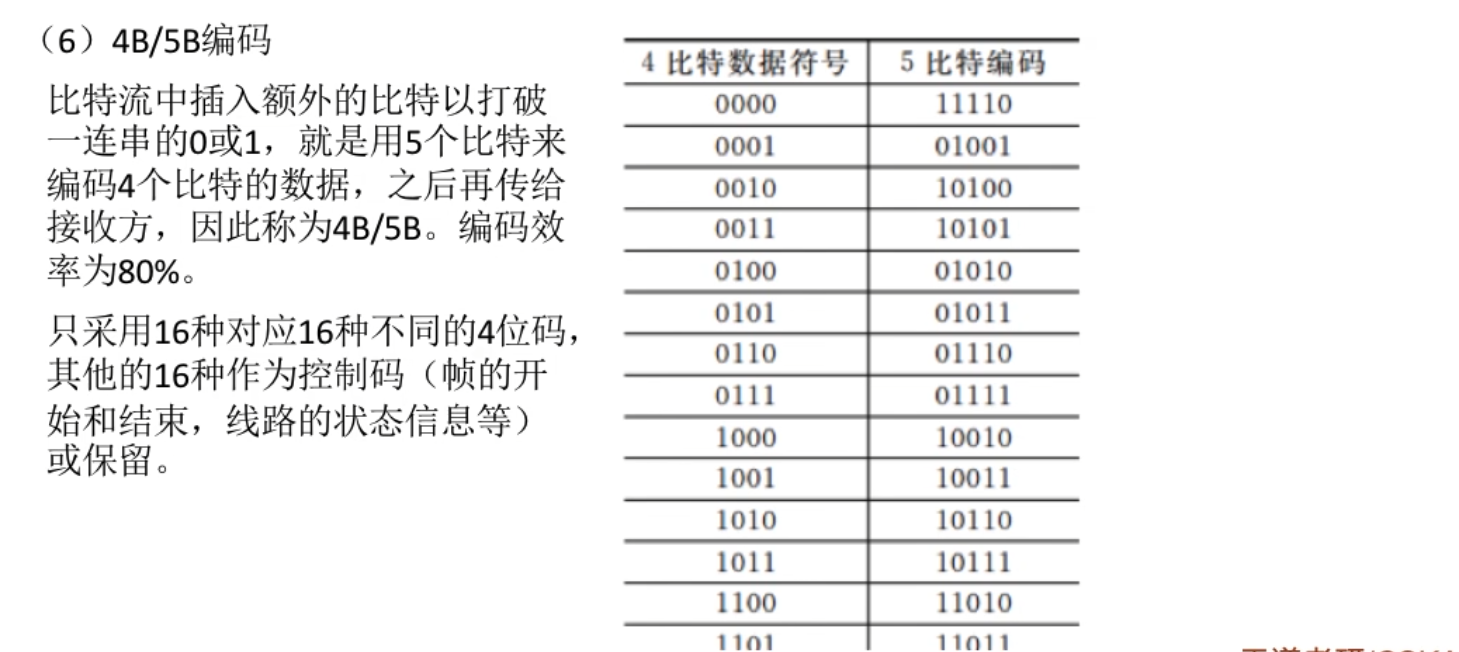 （6）4B/5B编码
比特流中插入额外的比特以打破
一连串的0或1，就是用5个比特来
编码4个比特的数据，之后再传给
接收方，因此称为4B/5B。编码效
率为80%。
只采用16种对应16种不同的4位码，
其他的16种作为控制码（帧的开
始和结束，线路的状态信息等）
或保留。
4 比特数据符号 5 比特编码
0000 11110
0001 01001
0010 10100
0011 10101
0100 01010
0101 01011
0110 01110
0111 01111
1000 10010
1001 10011
1010 10110
1011 10111
1100 11010
1101 11011